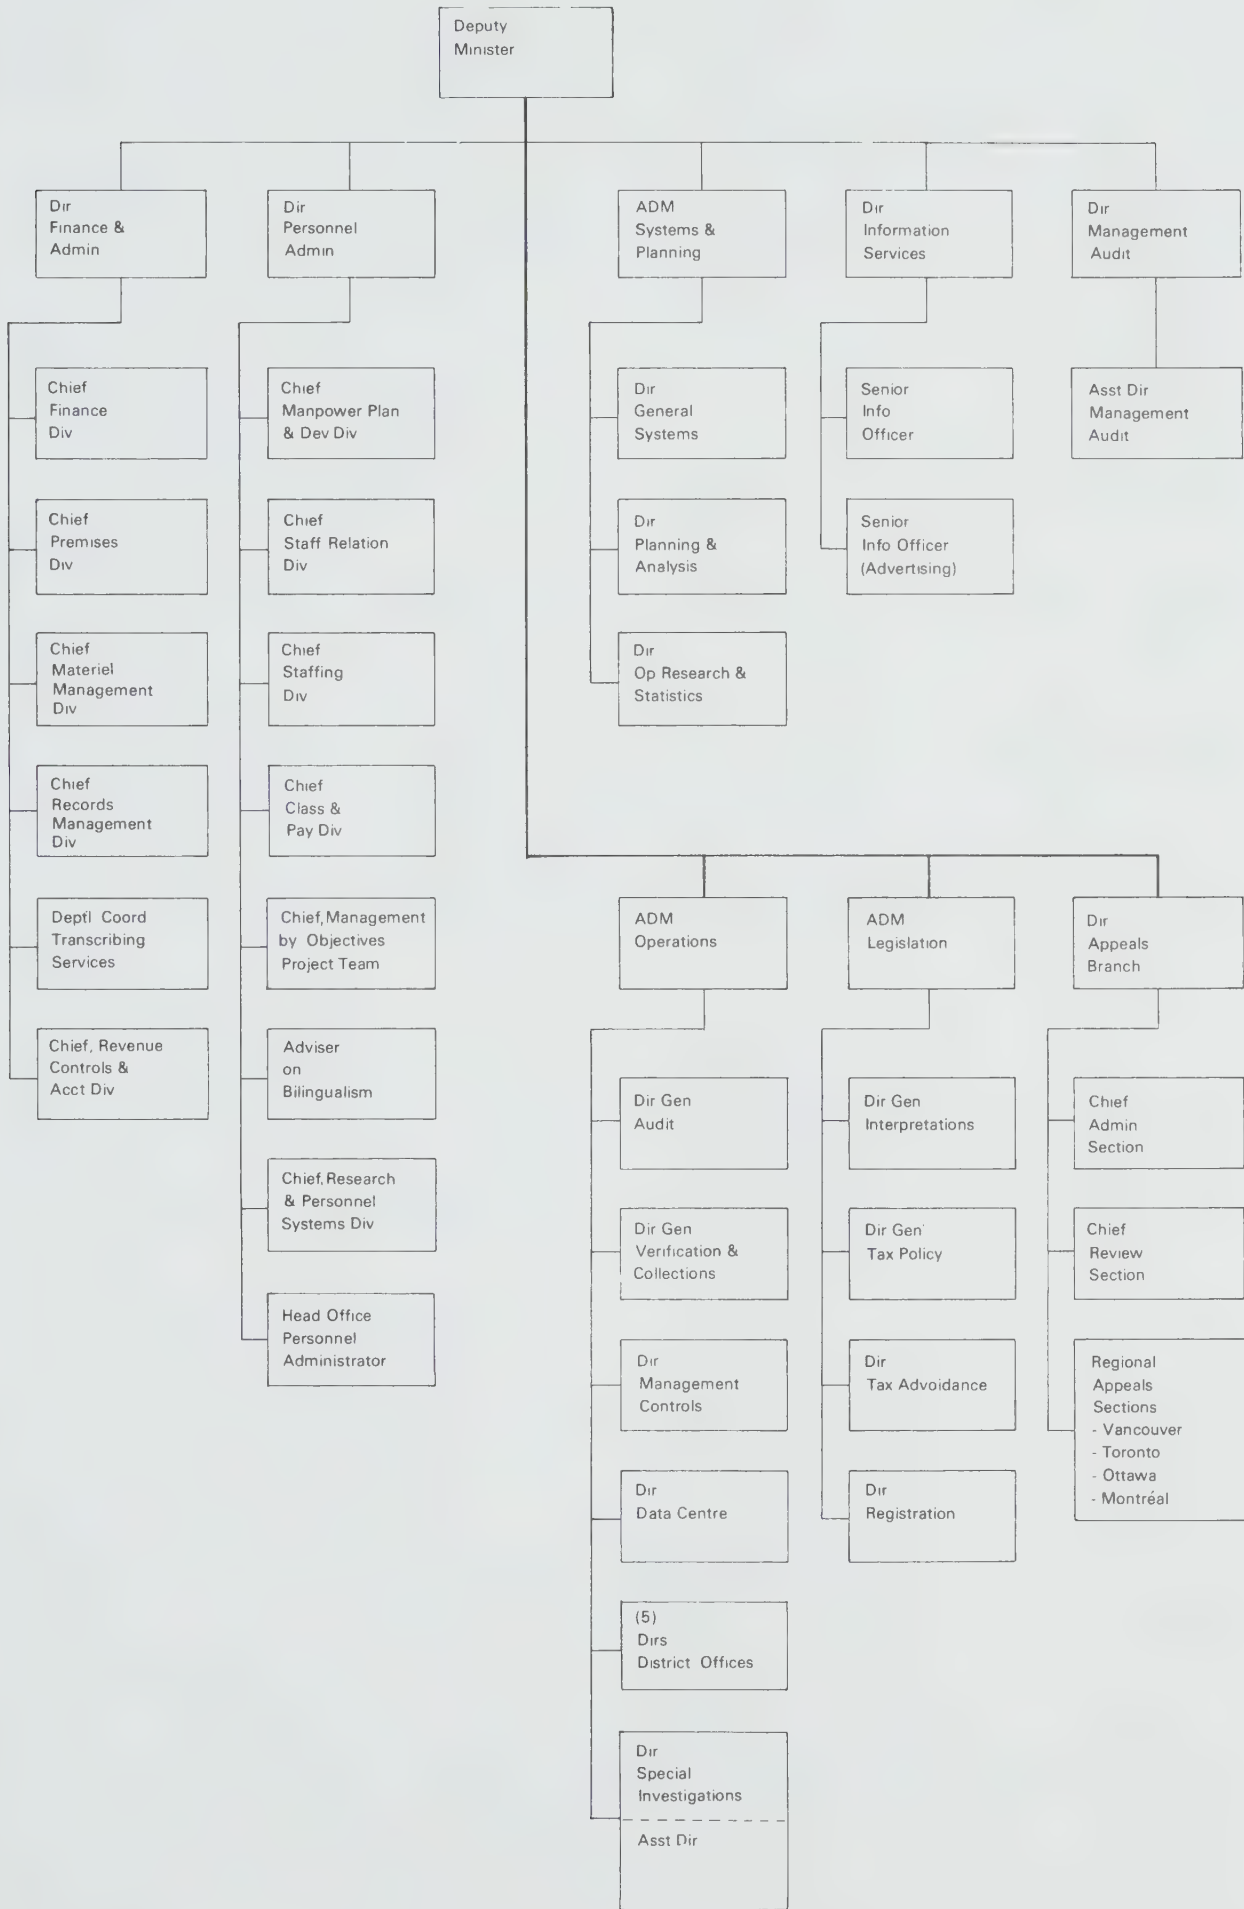 Deputy
Minister
Dir
Finance &
Admin
Dir
Personnel
Admin
ADM
Systems &
Planning
Dir
Information
Services
Dir
Management
Audit
Chief
Finance
Div
Chief
Premises
Div
Chief
Materiel
Management
Div
Chief
Records
Management
Div
Dept'l Coord
Transcribing
Services
Chief, Revenue
Controls &
Acct Div
Chief
Manpower Plan
& Dev Div
Chief
Staff Relation
Div
Chief
Staffing
Div
Chief
Class &
Pay Div
Chief, Management
by Objectives
Project Team
Adviser
on
Bilingualism
Chief, Research
& Personnel
Systems Div
Head Office
Personnel
Administrator
Dir
General
Systems
Dir
Planning &
Analysis
Dir
Op Research &
Statistics
Senior
Info
Officer
Senior
Info Officer
(Advertising)
Asst Dir
Management
Audit
ADM
Operations
ADM
Legislation
Dir
Appeals
Branch
Dir Gen
Audit
Dir Gen
Verification &
Collections
Dir
Management
Controls
Dir
Data Centre
(5)
Dirs
District Offices
Dir
Special
Investigations
Asst Dir
Dir Gen
Interpretations
Dir Gen
Tax Policy
Dir
Tax Advoidance
Dir
Registration
Chief
Admin
Section
Chief
Review
Section
Regional
Appeals
Sections
- Vancouver
- Toronto
- Ottawa
- Montréal